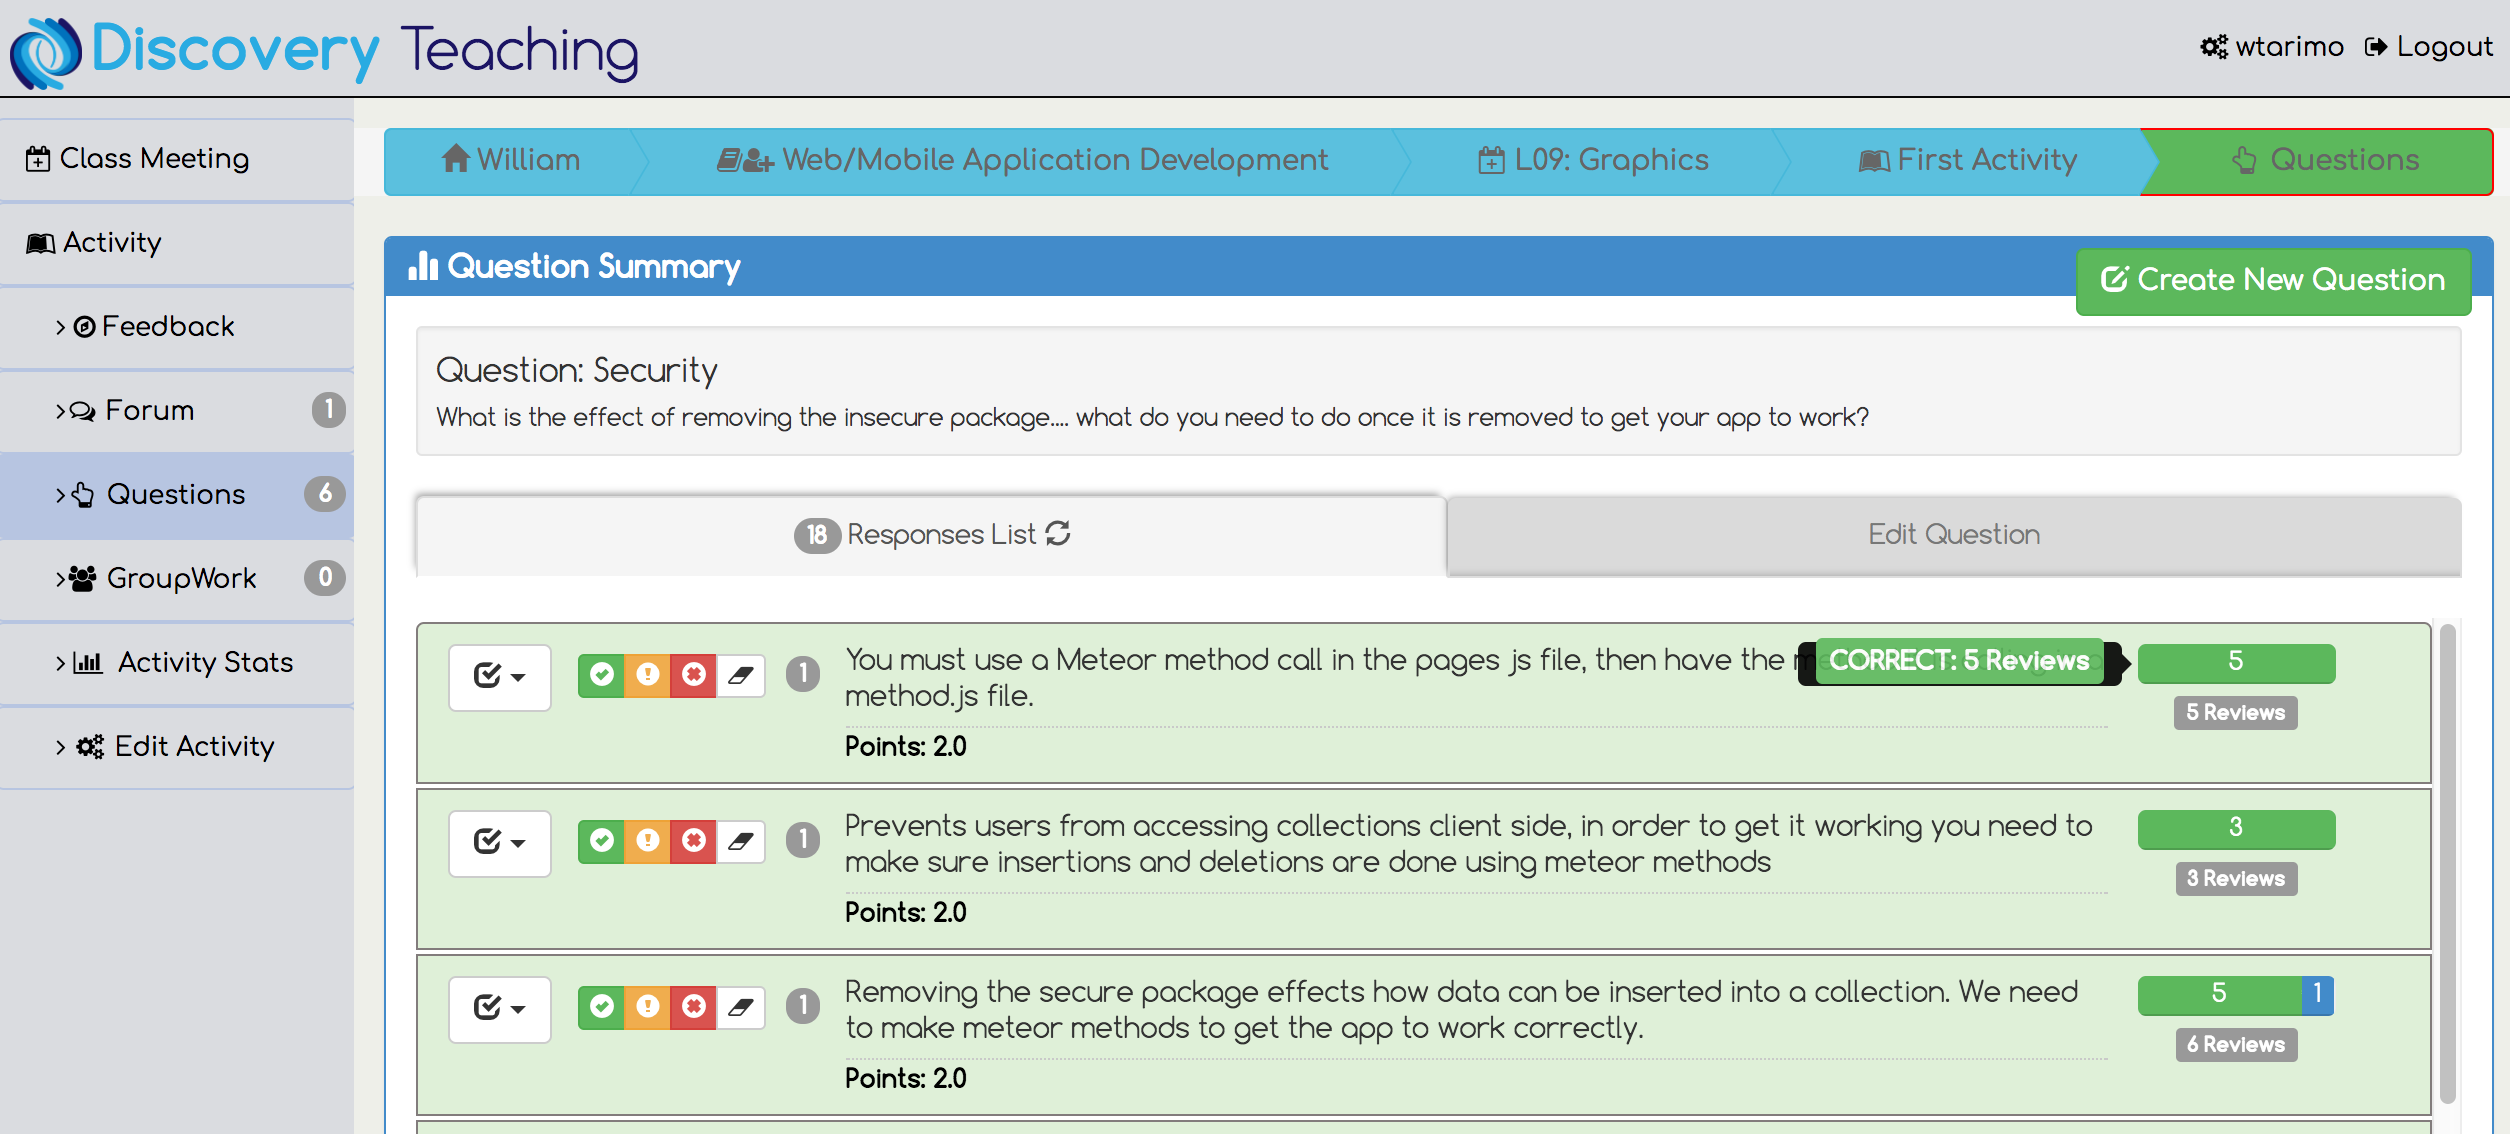 Discovery Teaching
wtarimo Logout
Class Meeting
Activity
Feedback
Forum 1
Questions 6
GroupWork 0
Activity Stats
Edit Activity
William
Web/Mobile Application Development
L09: Graphics
First Activity
Questions
Question Summary
Create New Question
Question: Security
What is the effect of removing the insecure package.... what do you need to do once it is removed to get your app to work?
18 Responses List
Edit Question
1
You must use a Meteor method call in the pages js file, then have the
method.js file.
Points: 2.0
CORRECT: 5 Reviews
5
5 Reviews
1
Prevents users from accessing collections client side, in order to get it working you need to
make sure insertions and deletions are done using meteor methods
Points: 2.0
3
3 Reviews
1
Removing the secure package effects how data can be inserted into a collection. We need
to make meteor methods to get the app to work correctly.
Points: 2.0
5 1
6 Reviews